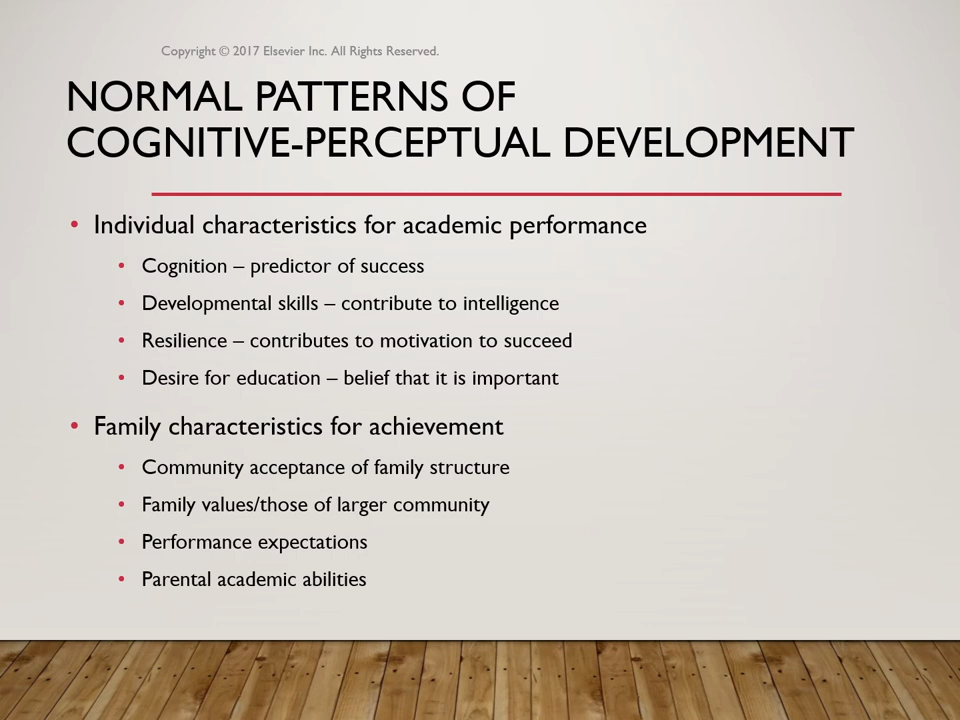 Copyright © 2017 Elsevier Inc. All Rights Reserved.
NORMAL PATTERNS OF
COGNITIVE-PERCEPTUAL DEVELOPMENT
• Individual characteristics for academic performance
• Cognition – predictor of success
• Developmental skills – contribute to intelligence
• Resilience – contributes to motivation to succeed
• Desire for education – belief that it is important
• Family characteristics for achievement
• Community acceptance of family structure
• Family values/those of larger community
• Performance expectations
• Parental academic abilities